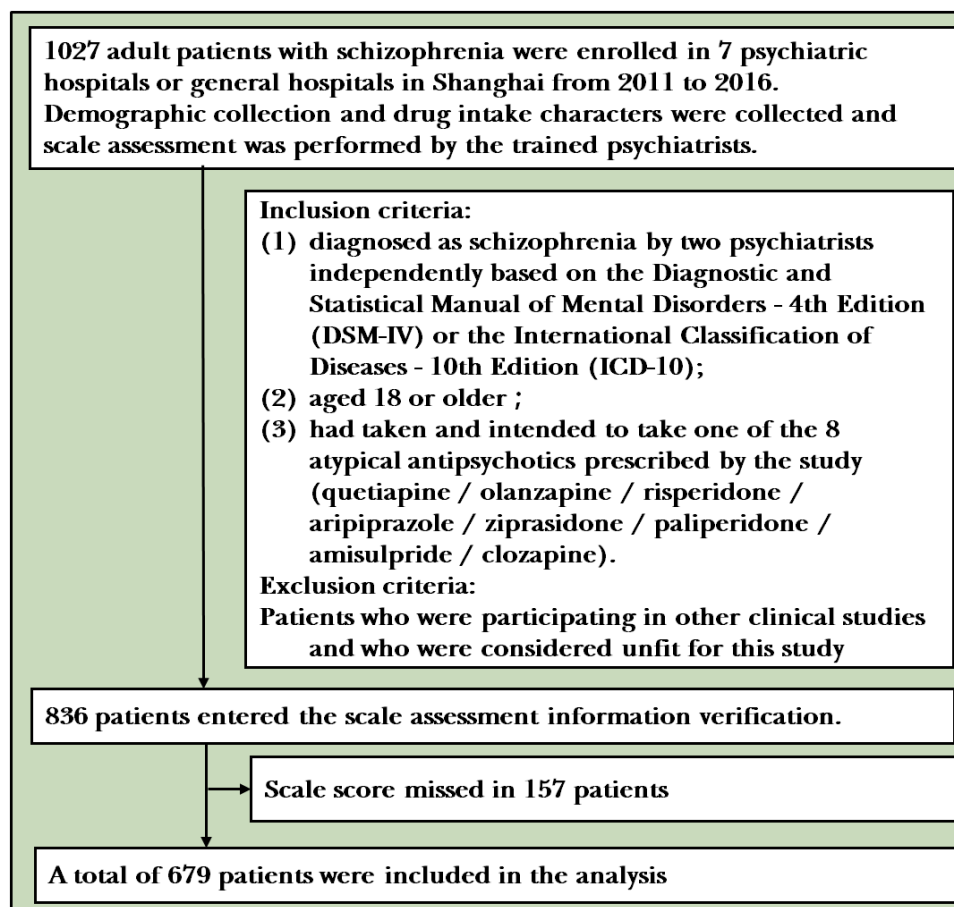 1027 adult patients with schizophrenia were enrolled in 7 psychiatric
hospitals or general hospitals in Shanghai from 2011 to 2016.
Demographic collection and drug intake characters were collected and
scale assessment was performed by the trained psychiatrists.
Inclusion criteria:
(1) diagnosed as schizophrenia by two psychiatrists
independently based on the Diagnostic and
Statistical Manual of Mental Disorders - 4th Edition
(DSM-IV) or the International Classification of
Diseases - 10th Edition (ICD-10);
(2) aged 18 or older ;
(3) had taken and intended to take one of the 8
atypical antipsychotics prescribed by the study
(quetiapine / olanzapine / risperidone /
aripiprazole / ziprasidone / paliperidone /
amisulpride / clozapine).
Exclusion criteria:
Patients who were participating in other clinical studies
and who were considered unfit for this study
836 patients entered the scale assessment information verification.
Scale score missed in 157 patients
A total of 679 patients were included in the analysis